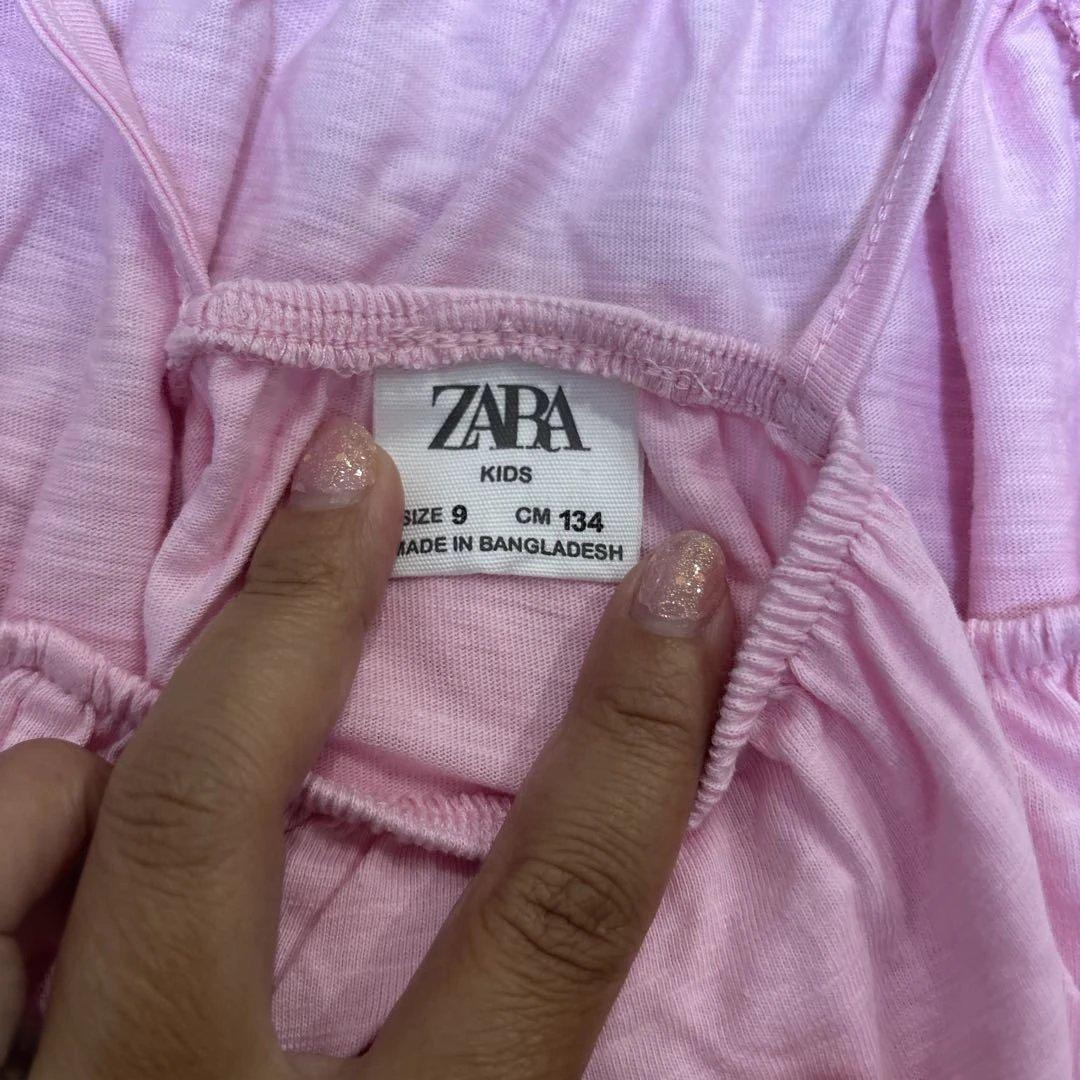 ZARA
KIDS
SIZE 9 CM 134
MADE IN BANGLADESH